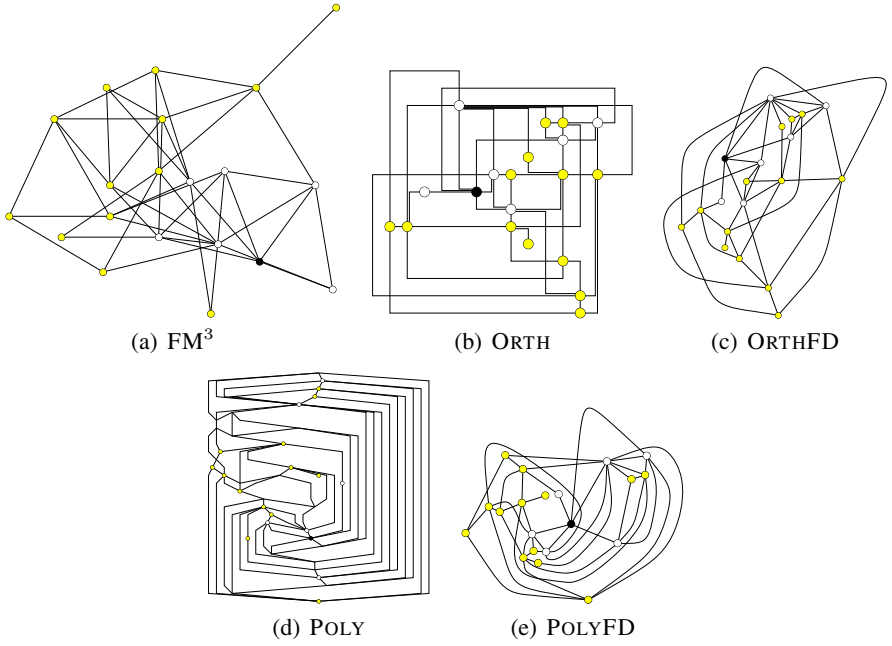 (a) FM³
(b) ORTH
(c) ORTHFD
(d) POLY
(e) POLYFD